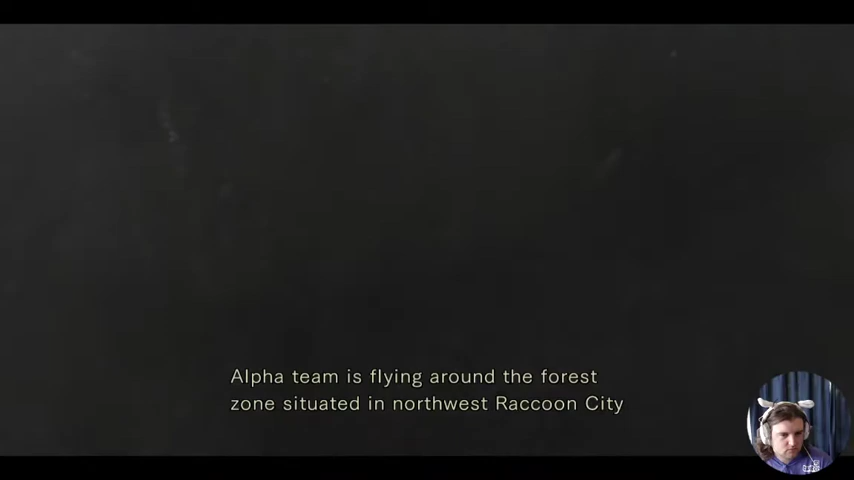 Alpha team is flying around the forest
zone situated in northwest Raccoon City